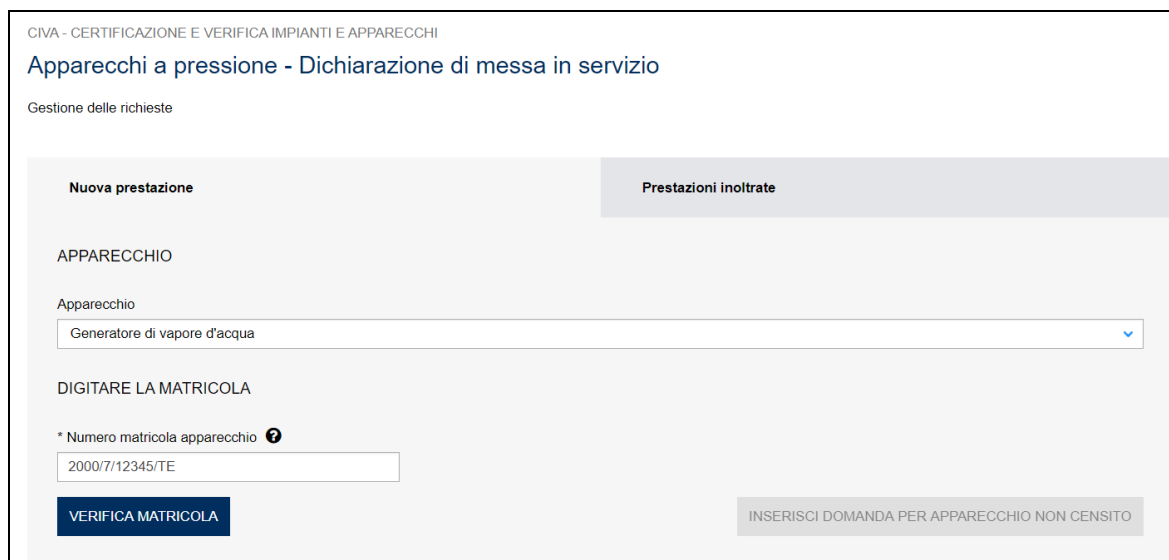 CIVA - CERTIFICAZIONE E VERIFICA IMPIANTI E APPARECCHI
Apparecchi a pressione - Dichiarazione di messa in servizio
Gestione delle richieste
Nuova prestazione
Prestazioni inoltrate
APPARECCHIO
Apparecchio
Generatore di vapore d'acqua
DIGITARE LA MATRICOLA
* Numero matricola apparecchio ?
2000/7/12345/TE
VERIFICA MATRICOLA
INSERISCI DOMANDA PER APPARECCHIO NON CENSITO